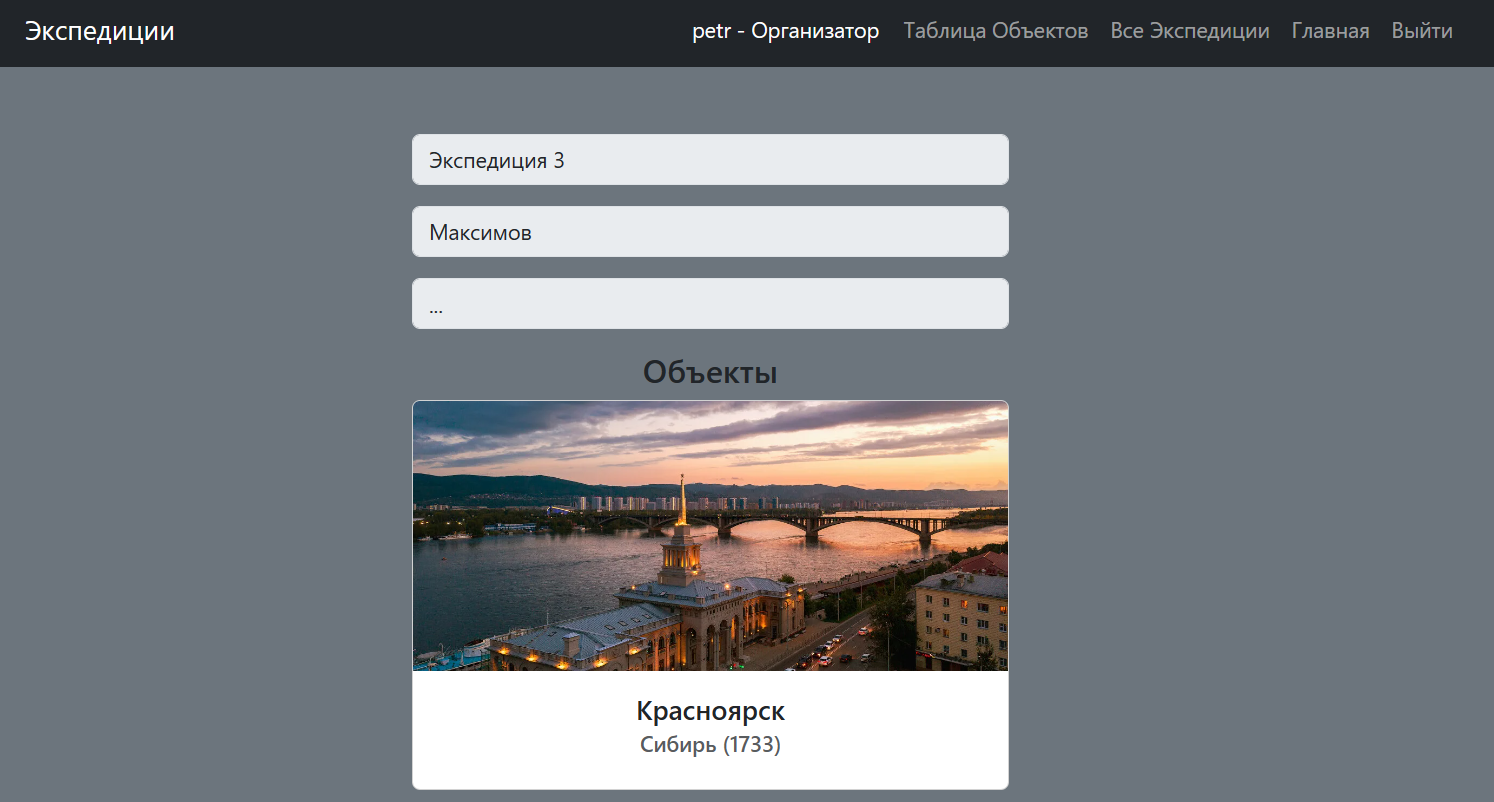 Экспедиции petr - Организатор Таблица Объектов Все Экспедиции Главная Выйти
Экспедиция 3
Максимов
...
Объекты
Красноярск
Сибирь (1733)